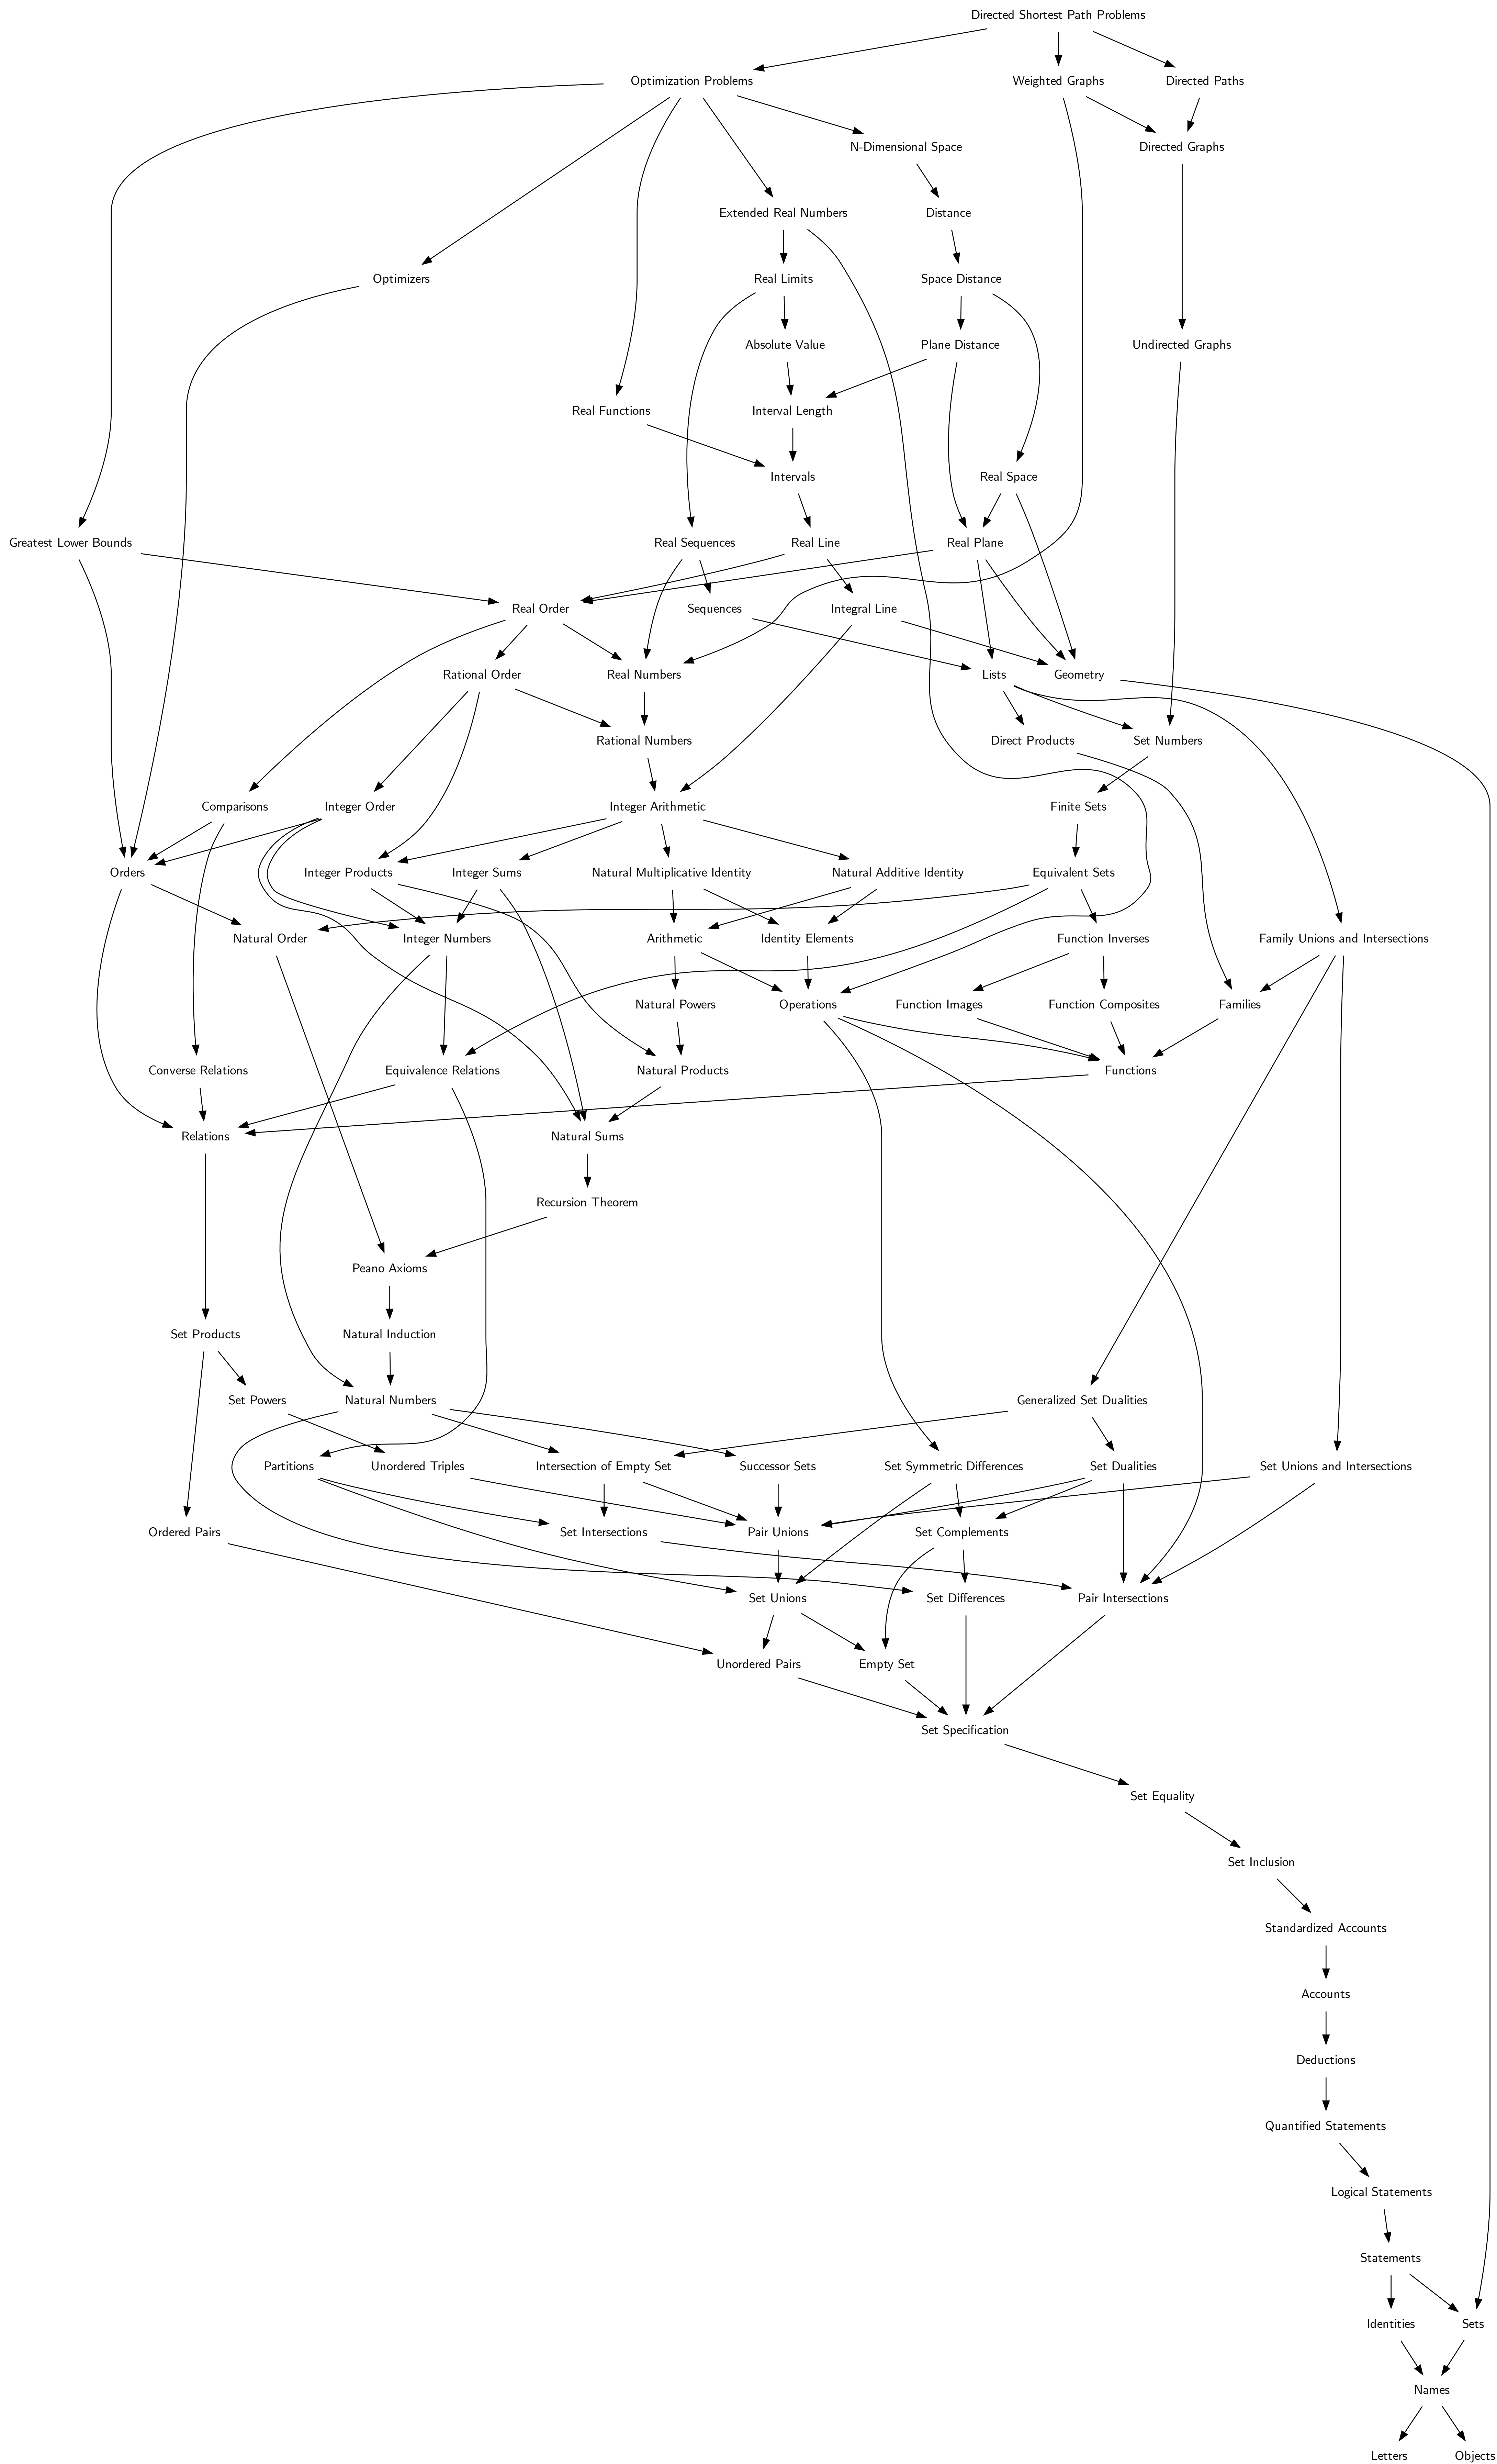 Directed Shortest Path Problems
Optimization Problems
Weighted Graphs
Directed Paths
N-Dimensional Space
Directed Graphs
Extended Real Numbers
Distance
Optimizers
Real Limits
Space Distance
Absolute Value
Plane Distance
Undirected Graphs
Real Functions
Interval Length
Intervals
Real Space
Greatest Lower Bounds
Real Sequences
Real Line
Real Plane
Real Order
Sequences
Integral Line
Rational Order
Real Numbers
Lists
Geometry
Rational Numbers
Direct Products
Set Numbers
Comparisons
Integer Order
Integer Arithmetic
Finite Sets
Orders
Integer Products
Integer Sums
Natural Multiplicative Identity
Natural Additive Identity
Equivalent Sets
Natural Order
Integer Numbers
Arithmetic
Identity Elements
Function Inverses
Family Unions and Intersections
Natural Powers
Operations
Function Images
Function Composites
Families
Converse Relations
Equivalence Relations
Natural Products
Functions
Relations
Natural Sums
Recursion Theorem
Peano Axioms
Set Products
Natural Induction
Set Powers
Natural Numbers
Generalized Set Dualities
Partitions
Unordered Triples
Intersection of Empty Set
Successor Sets
Set Symmetric Differences
Set Dualities
Set Unions and Intersections
Ordered Pairs
Set Intersections
Pair Unions
Set Complements
Set Unions
Set Differences
Pair Intersections
Unordered Pairs
Empty Set
Set Specification
Set Equality
Set Inclusion
Standardized Accounts
Accounts
Deductions
Quantified Statements
Logical Statements
Statements
Identities
Sets
Names
Letters
Objects